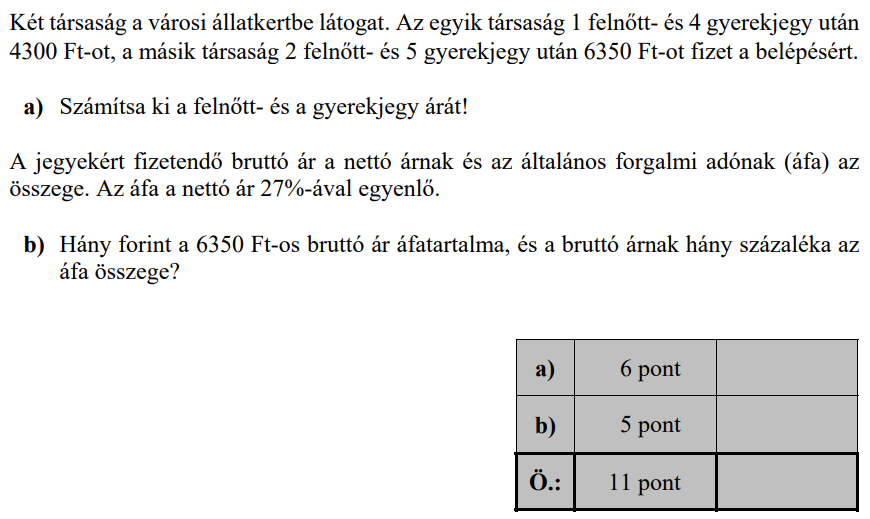 Két társaság a városi állatkertbe látogat. Az egyik társaság 1 felnőtt- és 4 gyerekjegy után
4300 Ft-ot, a másik társaság 2 felnőtt- és 5 gyerekjegy után 6350 Ft-ot fizet a belépésért.
a) Számítsa ki a felnőtt- és a gyerekjegy árát!
A jegyekért fizetendő bruttó ár a nettó árnak és az általános forgalmi adónak (áfa) az
összege. Az áfa a nettó ár 27%-ával egyenlő.
b) Hány forint a 6350 Ft-os bruttó ár áfatartalma, és a bruttó árnak hány százaléka az
áfa összege?
a) 6 pont
b) 5 pont
Ö.: 11 pont